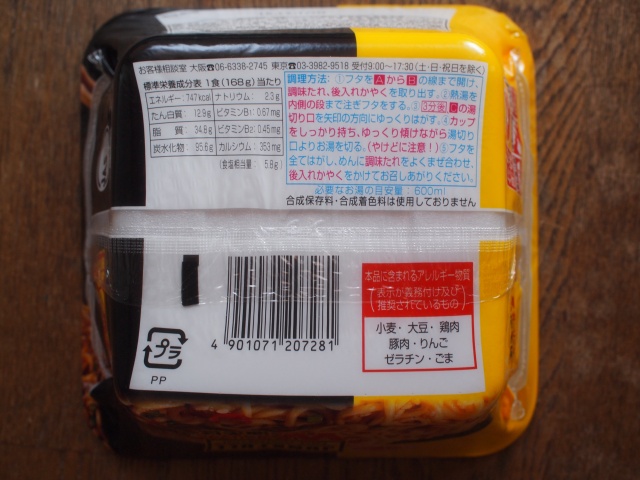 お客様相談室 大阪☎06-6338-2745 東京☎03-3982-9518 受付9:00~17:30(土・日・祝日を除く)
標準栄養成分表 1食(168g)当たり
エネルギー 747kcal ナトリウム 2.3g
たん白質 12.9g ビタミンB1 0.67mg
脂質 34.8g ビタミンB2 0.45mg
炭水化物 95.6g カルシウム 353mg
(食塩相当量 5.8g)
調理方法: ①フタをAからBの線まで開け、
調味たれ、後入れかやくを取り出す。②熱湯を
内側の段まで注ぎフタをする。③3分後Cの湯
切り口を矢印の方向にゆっくりはがす。④カップ
をしっかり持ち、ゆっくり傾けながら湯切り
口よりお湯を切る。(やけどに注意!)⑤フタを
全てはがし、めんに調味たれをよくまぜ合わせ、
後入れかやくをかけてお召しあがりください。
必要なお湯の目安量:600ml
合成保存料・合成着色料は使用しておりません
本品に含まれるアレルギー物質
(表示が義務付け及び
推奨されているもの)
小麦・大豆・鶏肉
豚肉・りんご
ゼラチン・ごま
プラ
PP
4 901071 207281